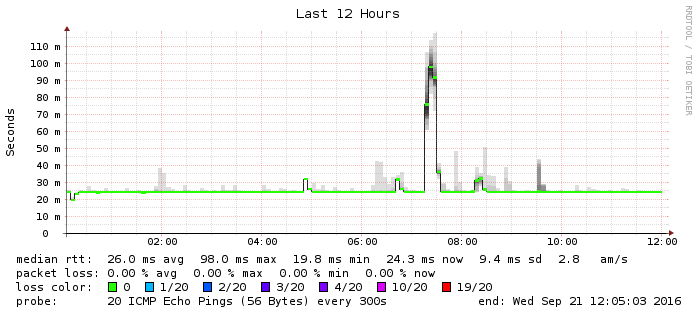 Last 12 Hours
RRDTOOL / TOBI OETIKER
Seconds
110 m
100 m
90 m
80 m
70 m
60 m
50 m
40 m
30 m
20 m
10 m
0
02:00 04:00 06:00 08:00 10:00 12:00
median rtt: 26.0 ms avg 98.0 ms max 19.8 ms min 24.3 ms now 9.4 ms sd 2.8 am/s
packet loss: 0.00 % avg 0.00 % max 0.00 % min 0.00 % now
loss color: 0 1/20 2/20 3/20 4/20 10/20 19/20
probe: 20 ICMP Echo Pings (56 Bytes) every 300s end: Wed Sep 21 12:05:03 2016